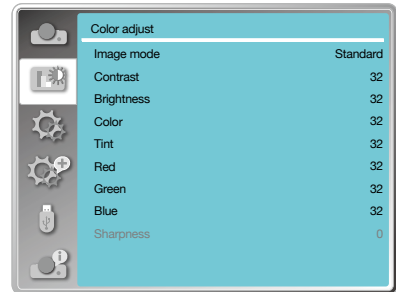 Color adjust
Image mode Standard
Contrast 32
Brightness 32
Color 32
Tint 32
Red 32
Green 32
Blue 32
Sharpness 0